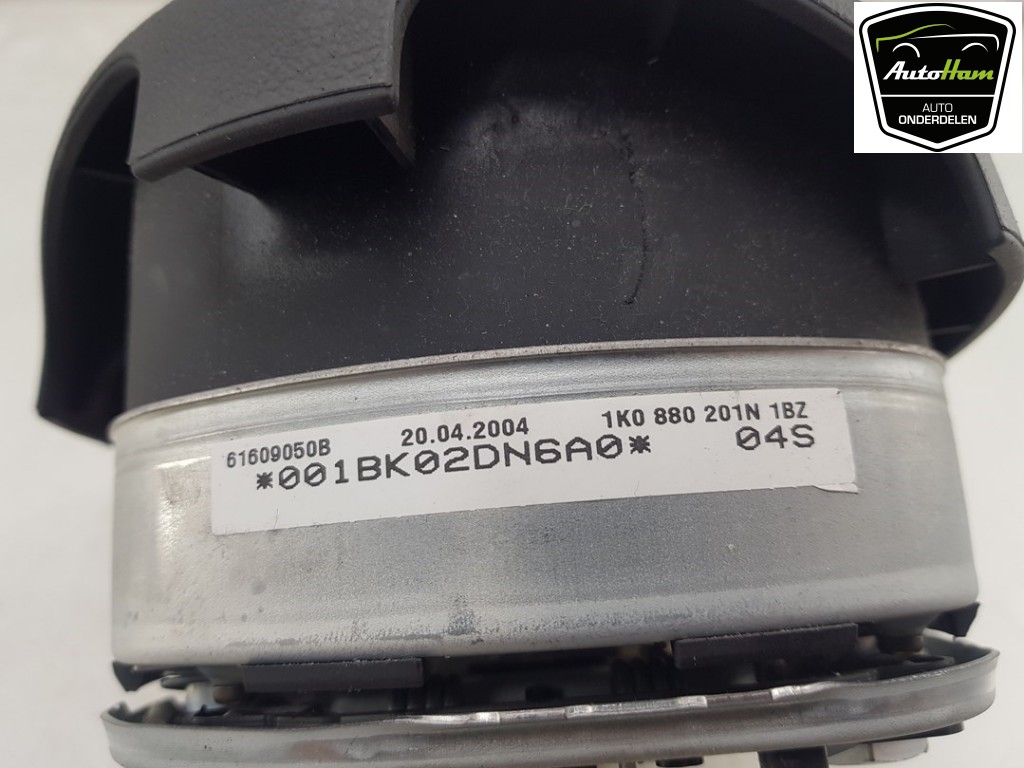 AutoHam
AUTO
ONDERDELEN
61609050B 20.04.2004 1K0 880 201N 1BZ
*001BK02DN6A0* 04S